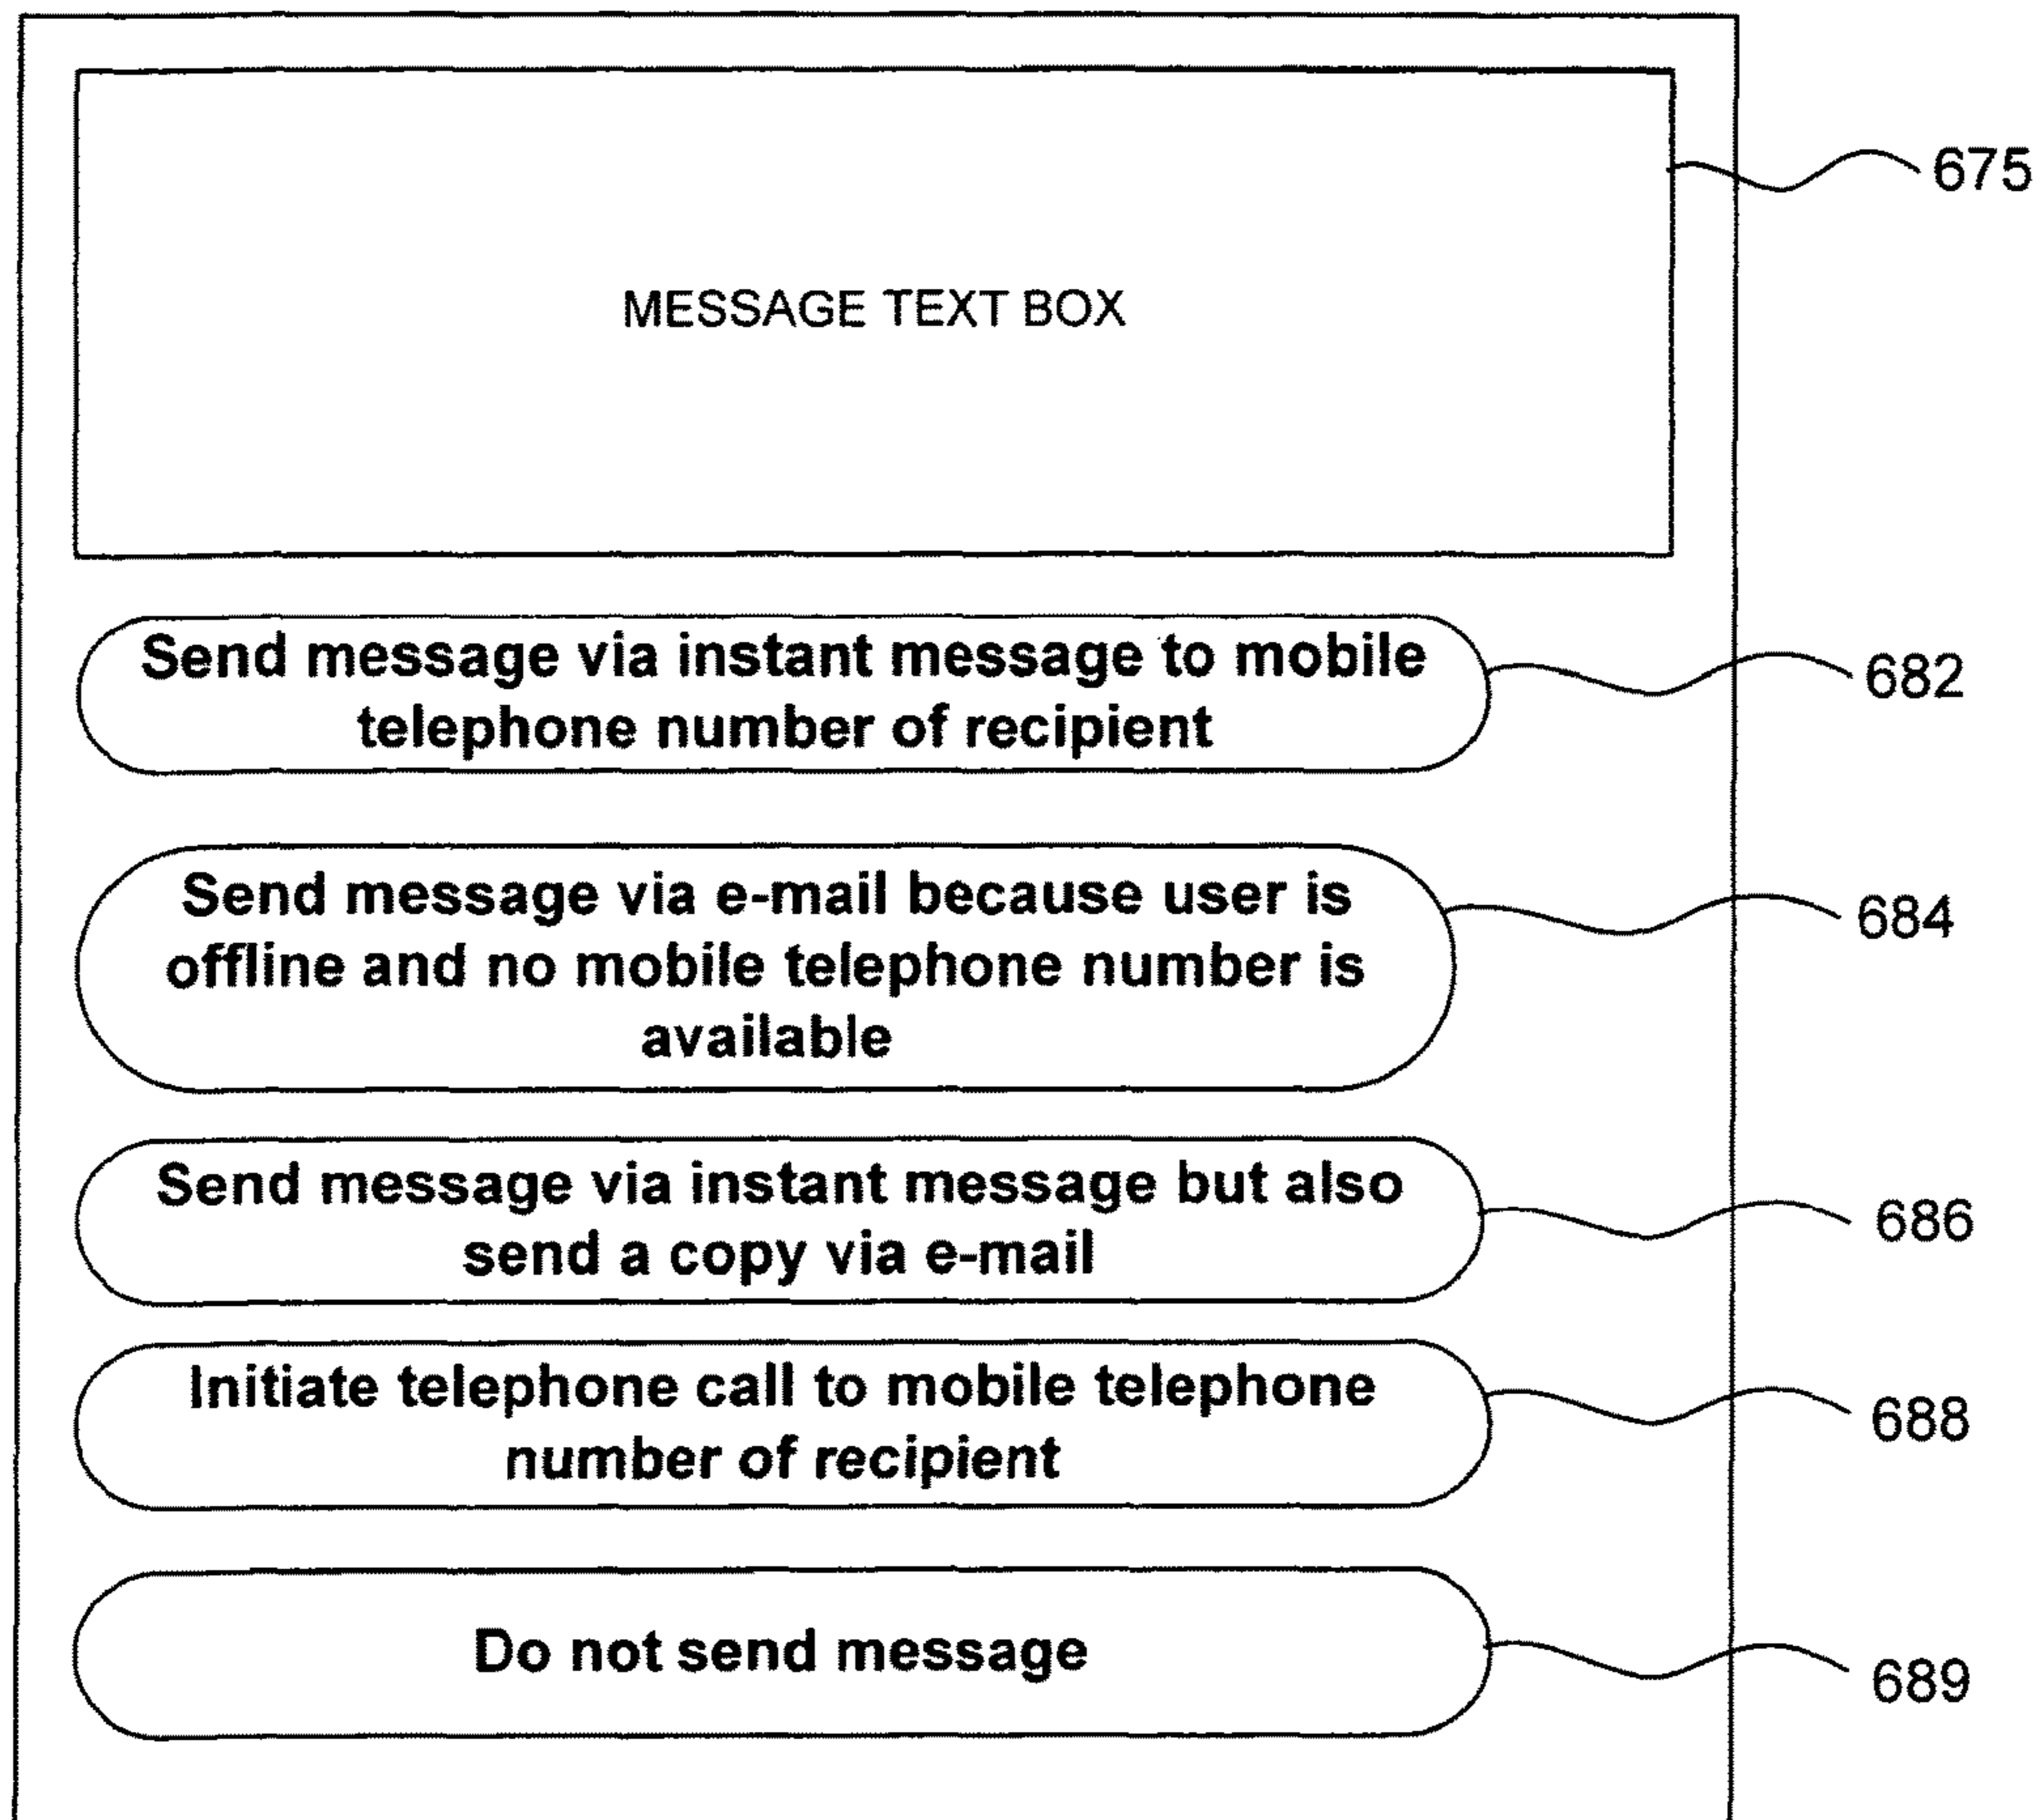 MESSAGE TEXT BOX
675
Send message via instant message to mobile
telephone number of recipient
682
Send message via e-mail because user is
offline and no mobile telephone number is
available
684
Send message via instant message but also
send a copy via e-mail
686
Initiate telephone call to mobile telephone
number of recipient
688
Do not send message
689